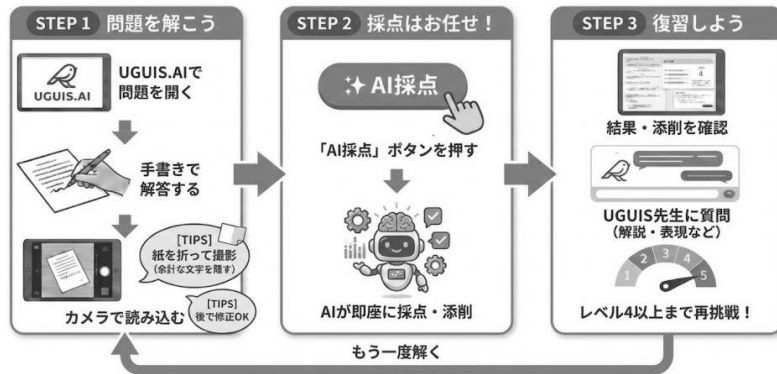 STEP 1 問題を解こう
UGUIS.AI
UGUIS.AIで
問題を開く
手書きで
解答する
[TIPS]
紙を折って撮影
(余計な文字を隠す)
[TIPS]
後で修正OK
カメラで読み込む
STEP 2 採点はお任せ！
AI採点
「AI採点」ボタンを押す
AIが即座に採点・添削
STEP 3 復習しよう
4
結果・添削を確認
UGUIS先生に質問
（解説・表現など）
1 2 3 4 5
レベル4以上まで再挑戦！
もう一度解く